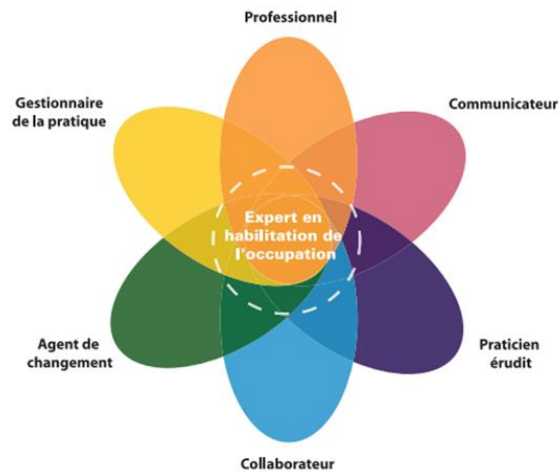 Professionnel
Gestionnaire
de la pratique
Communicateur
Expert en
habilitation de
l'occupation
Agent de
changement
Praticien
érudit
Collaborateur